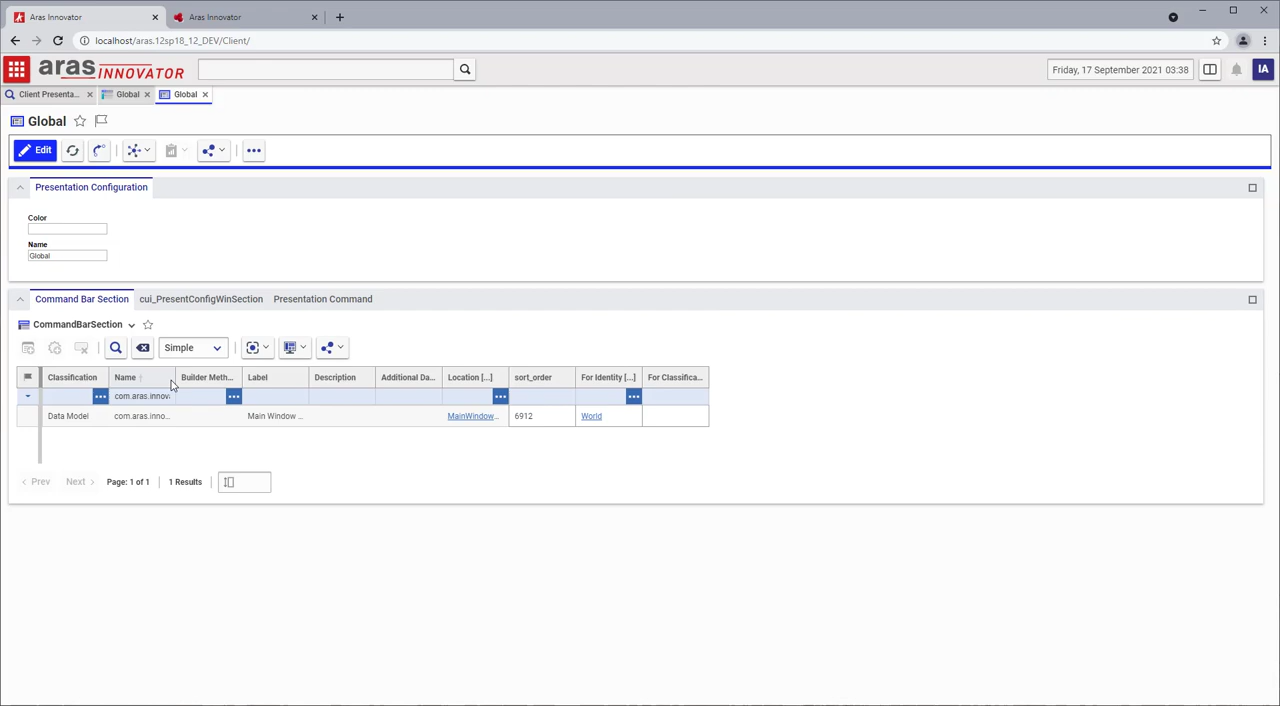 Aras Innovator
Aras Innovator
localhost/aras.12sp18_12_DEV/Client/
aras INNOVATOR
Friday, 17 September 2021 03:38
IA
Client Presenta...
Global
Global
Global
Edit
Presentation Configuration
Color
Name
Global
Command Bar Section
cui_PresentConfigWinSection
Presentation Command
CommandBarSection
Simple
Classification
Name
Builder Meth...
Label
Description
Additional Da...
Location [...]
sort_order
For Identity [...]
For Classifica...
com.aras.innov
Data Model
com.aras.inno...
Main Window ...
MainWindow...
6912
World
Prev
Next
Page: 1 of 1
1 Results